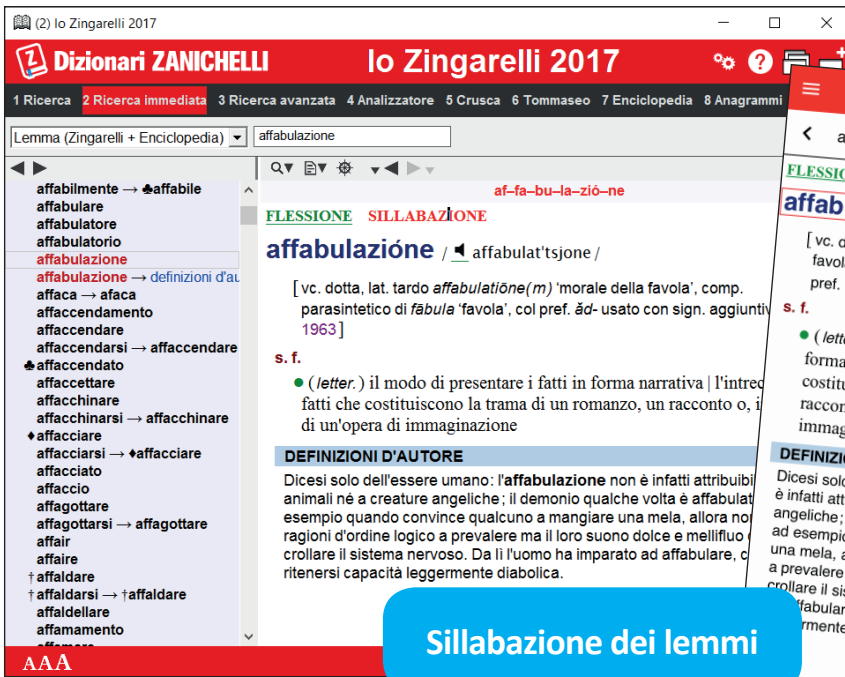 (2) lo Zingarelli 2017
Dizionari ZANICHELLI
lo Zingarelli 2017
1 Ricerca 2 Ricerca immediata 3 Ricerca avanzata 4 Analizzatore 5 Crusca 6 Tommaseo 7 Enciclopedia 8 Anagrammi
Lemma (Zingarelli + Enciclopedia) affabulazione
affabilmente → ♣affabile
affabulare
affabulatore
affabulatorio
affabulazione
affabulazione → definizioni d'au
affaca → afaca
affaccendamento
affaccendare
affaccendarsi → affaccendare
♣affaccendato
affaccettare
affacchinare
affacchinarsi → affacchinare
♦affacciare
affacciarsi → ♦affacciare
affacciato
affaccio
affagottare
affagottarsi → affagottare
affair
affaire
†affaldare
†affaldarsi → †affaldare
affaldellare
affamamento
AAA
af–fa–bu–la–zió–ne
FLESSIONE SILLABAZIONE
affabulazióne / affabulat'tsjone /
[vc. dotta, lat. tardo affabulatiōne(m) 'morale della favola', comp.
parasintetico di fābula 'favola', col pref. ăd- usato con sign. aggiuntiv
1963]
s. f.
● (letter.) il modo di presentare i fatti in forma narrativa | l'intrec
fatti che costituiscono la trama di un romanzo, un racconto o, i
di un'opera di immaginazione
DEFINIZIONI D'AUTORE
Dicesi solo dell'essere umano: l'affabulazione non è infatti attribuibi
animali né a creature angeliche; il demonio qualche volta è affabulat
esempio quando convince qualcuno a mangiare una mela, allora no
ragioni d'ordine logico a prevalere ma il loro suono dolce e mellifluo
crollare il sistema nervoso. Da lì l'uomo ha imparato ad affabulare, c
ritenersi capacità leggermente diabolica.
a
FLESSIO
affab
[vc. d
favol
pref.
s. f.
● (lette
forma
costitu
raccon
immag
DEFINIZI
Dicesi solo
è infatti att
angeliche;
ad esempio
una mela, a
a prevalere
crollare il sis
fabular
rmente
Sillabazione dei lemmi